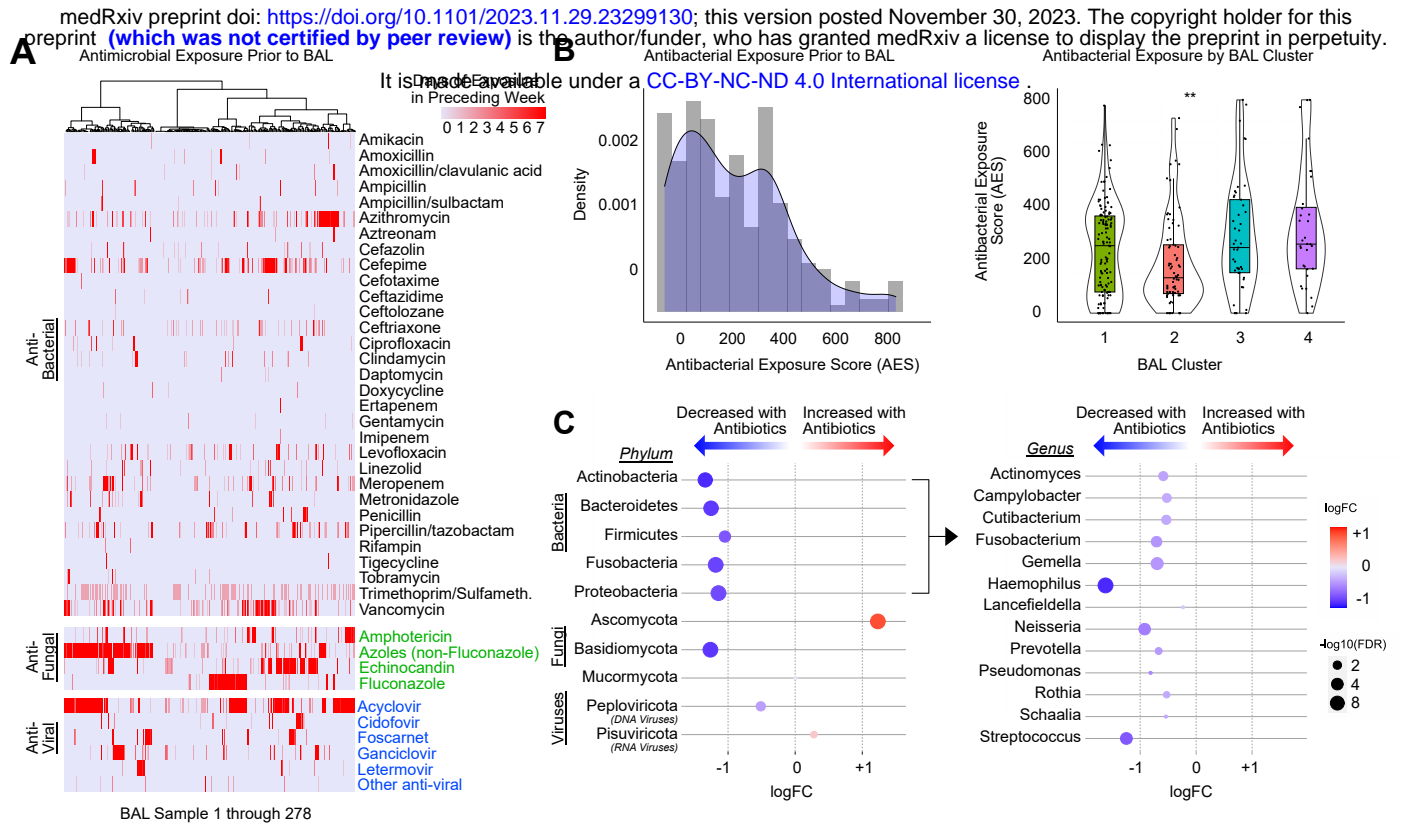 medRxiv preprint doi: https://doi.org/10.1101/2023.11.29.23299130; this version posted November 30, 2023. The copyright holder for this
preprint (which was not certified by peer review) is the author/funder, who has granted medRxiv a license to display the preprint in perpetuity.
It is made available under a CC-BY-NC-ND 4.0 International license .
A
Antimicrobial Exposure Prior to BAL
Days of Exposure
in Preceding Week
0 1 2 3 4 5 6 7
Anti-
Bacterial
Amikacin
Amoxicillin
Amoxicillin/clavulanic acid
Ampicillin
Ampicillin/sulbactam
Azithromycin
Aztreonam
Cefazolin
Cefepime
Cefotaxime
Ceftazidime
Ceftolozane
Ceftriaxone
Ciprofloxacin
Clindamycin
Daptomycin
Doxycycline
Ertapenem
Gentamycin
Imipenem
Levofloxacin
Linezolid
Meropenem
Metronidazole
Penicillin
Pipercillin/tazobactam
Rifampin
Tigecycline
Tobramycin
Trimethoprim/Sulfameth.
Vancomycin
Anti-
Fungal
Amphotericin
Azoles (non-Fluconazole)
Echinocandin
Fluconazole
Anti-
Viral
Acyclovir
Cidofovir
Foscarnet
Ganciclovir
Letermovir
Other anti-viral
BAL Sample 1 through 278
B
Antibacterial Exposure Prior to BAL
Density
0.002
0.001
0
0 200 400 600 800
Antibacterial Exposure Score (AES)
Antibacterial Exposure by BAL Cluster
Antibacterial Exposure
Score (AES)
800
600
400
200
0
**
1 2 3 4
BAL Cluster
C
Decreased with
Antibiotics
Increased with
Antibiotics
Phylum
Bacteria
Actinobacteria
Bacteroidetes
Firmicutes
Fusobacteria
Proteobacteria
Fungi
Ascomycota
Basidiomycota
Mucormycota
Viruses
Peploviricota
(DNA Viruses)
Pisuviricota
(RNA Viruses)
-1 0 +1
logFC
Decreased with
Antibiotics
Increased with
Antibiotics
Genus
Actinomyces
Campylobacter
Cutibacterium
Fusobacterium
Gemella
Haemophilus
Lancefieldella
Neisseria
Prevotella
Pseudomonas
Rothia
Schaalia
Streptococcus
-1 0 +1
logFC
logFC
+1
0
-1
-log10(FDR)
2
4
8